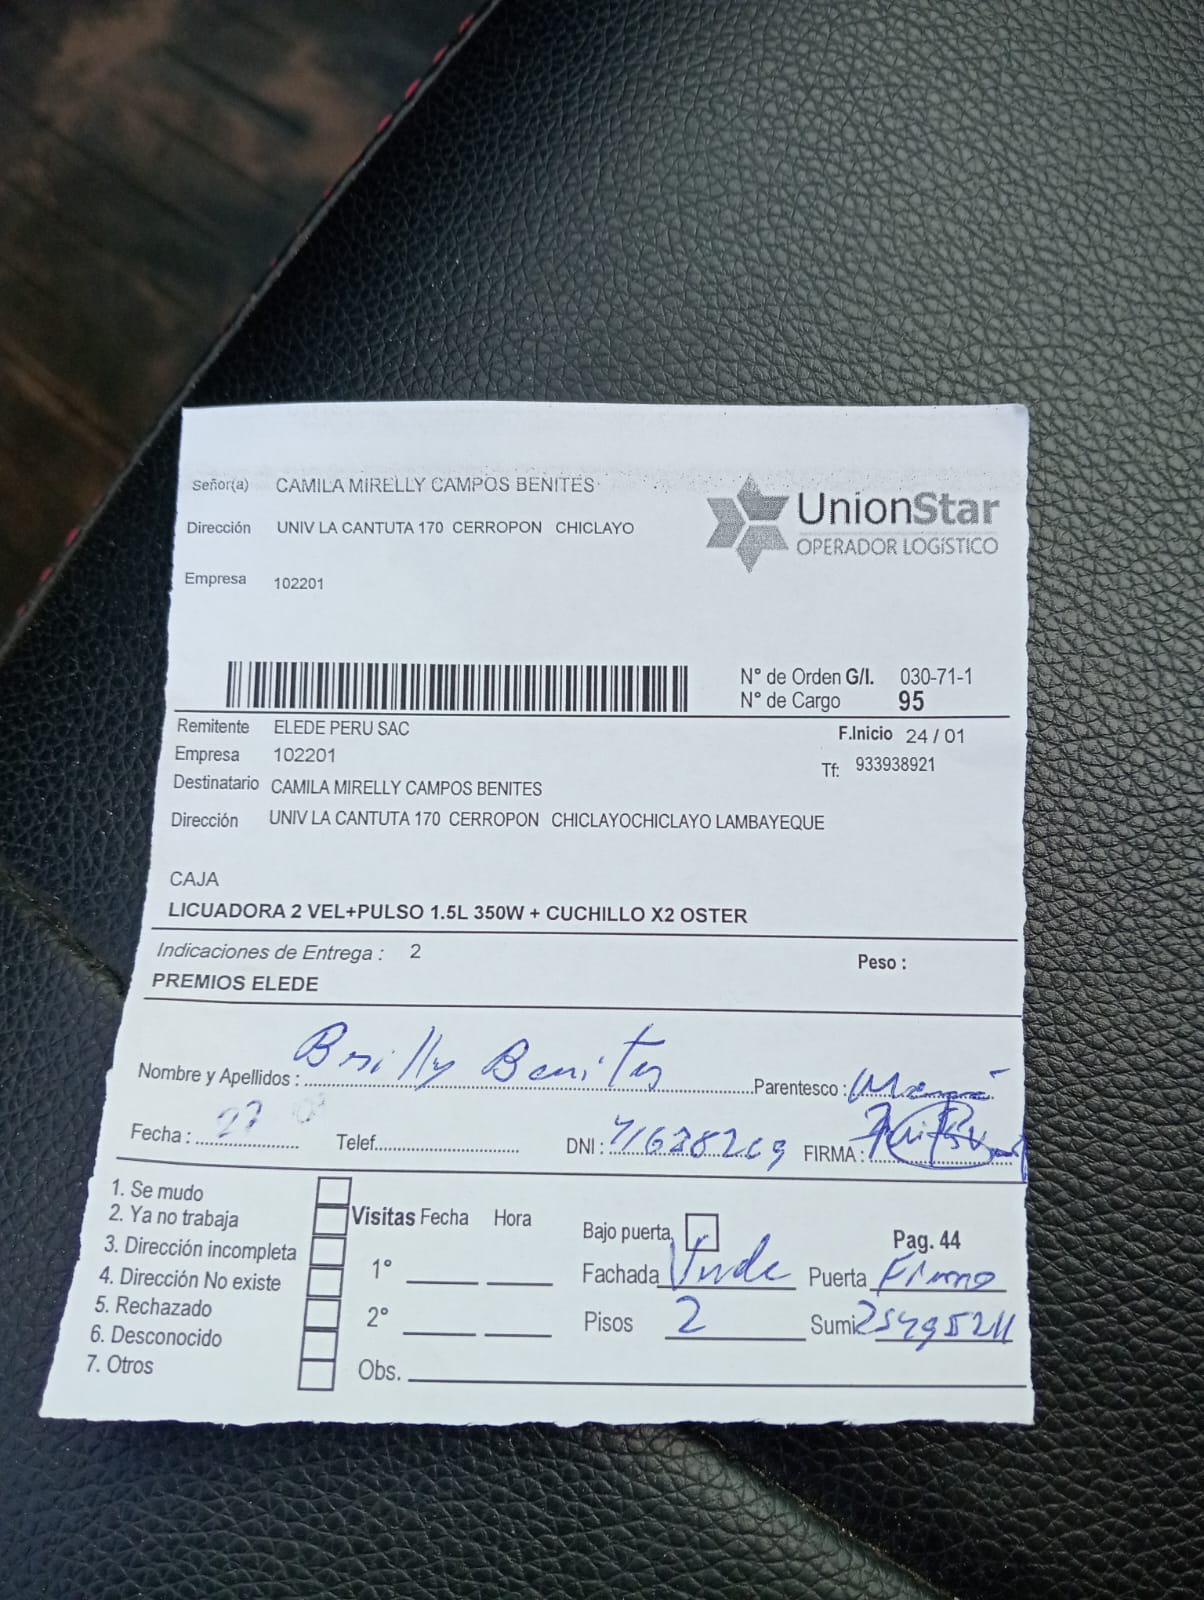 Señor(a) CAMILA MIRELLY CAMPOS BENITES
UnionStar
OPERADOR LOGÍSTICO
Dirección UNIV LA CANTUTA 170 CERROPON CHICLAYO
Empresa 102201
N° de Orden G/I. 030-71-1
N° de Cargo 95
Remitente ELEDE PERU SAC
F.Inicio 24 / 01
Empresa 102201
Tf: 933938921
Destinatario CAMILA MIRELLY CAMPOS BENITES
Dirección UNIV LA CANTUTA 170 CERROPON CHICLAYOCHICLAYO LAMBAYEQUE
CAJA
LICUADORA 2 VEL+PULSO 1.5L 350W + CUCHILLO X2 OSTER
Indicaciones de Entrega : 2
Peso :
PREMIOS ELEDE
Nombre y Apellidos : Benites Parentesco : Mamá
Fecha : 27 Telef. DNI : FIRMA :
1. Se mudo
2. Ya no trabaja
3. Dirección incompleta
4. Dirección No existe
5. Rechazado
6. Desconocido
7. Otros
Visitas Fecha Hora
1°
2°
Obs.
Bajo puerta Pag. 44
Fachada Verde Puerta Fierro
Pisos 2 Sumi 25495211